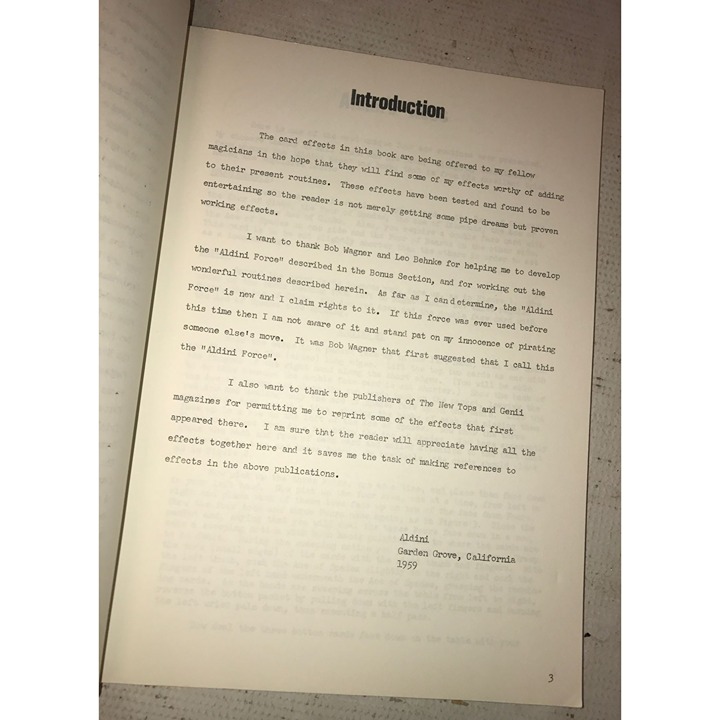 Introduction
The card effects in this book are being offered to my fellow
magicians in the hope that they will find some of my effects worthy of adding
to their present routines. These effects have been tested and found to be
entertaining so the reader is not merely getting some pipe dreams but proven
working effects.
I want to thank Bob Wagner and Leo Behnke for helping me to develop
the "Aldini Force" described in the Bonus Section, and for working out the
wonderful routines described herein. As far as I can determine, the "Aldini
Force" is new and I claim rights to it. If this force was ever used before
this time then I am not aware of it and stand pat on my innocence of pirating
someone else's move. It was Bob Wagner that first suggested that I call this
the "Aldini Force".
I also want to thank the publishers of The New Tops and Genii
magazines for permitting me to reprint some of the effects that first
appeared there. I am sure that the reader will appreciate having all the
effects together here and it saves me the task of making references to
effects in the above publications.
Aldini
Garden Grove, California
1959
3